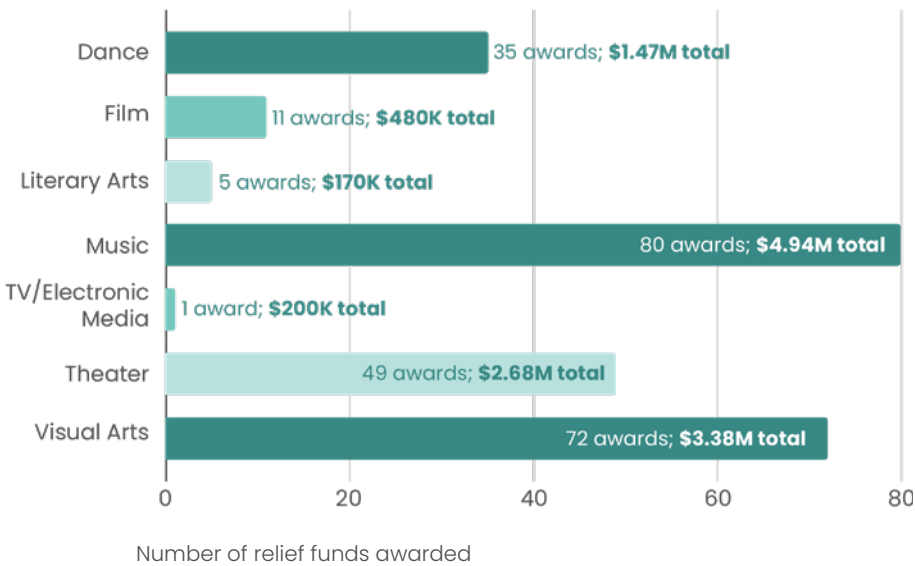 Dance
35 awards; $1.47M total
Film
11 awards; $480K total
Literary Arts
5 awards; $170K total
Music
80 awards; $4.94M total
TV/Electronic
Media
1 award; $200K total
Theater
49 awards; $2.68M total
Visual Arts
72 awards; $3.38M total
0
20
40
60
80
Number of relief funds awarded